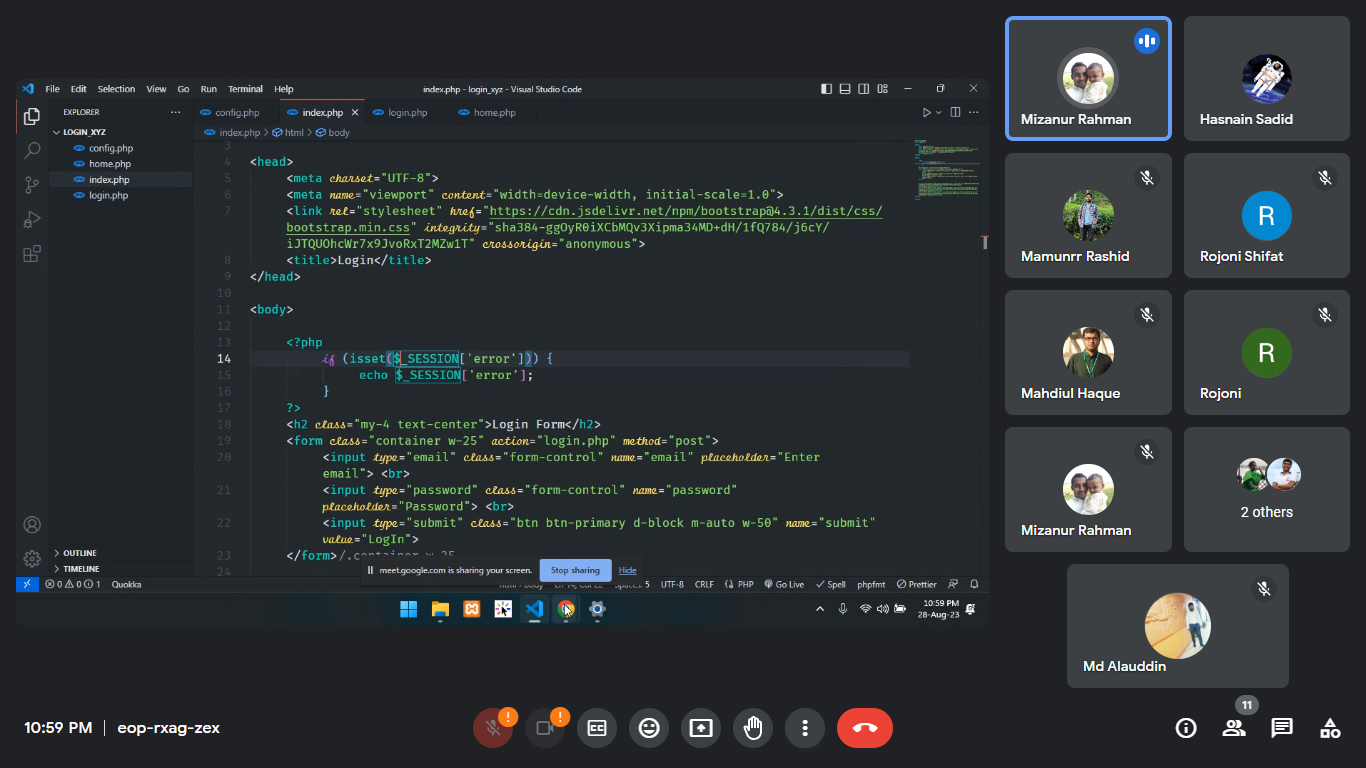 File Edit Selection View Go Run Terminal Help
index.php - login_xyz - Visual Studio Code
EXPLORER
LOGIN_XYZ
config.php
home.php
index.php
login.php
OUTLINE
TIMELINE
config.php index.php login.php home.php
index.php > html > body
3
4 <head>
5 <meta charset="UTF-8">
6 <meta name="viewport" content="width=device-width, initial-scale=1.0">
7 <link rel="stylesheet" href="https://cdn.jsdelivr.net/npm/bootstrap@4.3.1/dist/css/
bootstrap.min.css" integrity="sha384-ggOyR0iXCbMQv3Xipma34MD+dH/1fQ784/j6cY/
iJTQUOhcWr7x9JvoRxT2MZw1T" crossorigin="anonymous">
8 <title>Login</title>
9 </head>
10
11 <body>
12
13 <?php
14 if (isset($_SESSION['error'])) {
15 echo $_SESSION['error'];
16 }
17 ?>
18 <h2 class="my-4 text-center">Login Form</h2>
19 <form class="container w-25" action="login.php" method="post">
20 <input type="email" class="form-control" name="email" placeholder="Enter
email"> <br>
21 <input type="password" class="form-control" name="password"
placeholder="Password"> <br>
22 <input type="submit" class="btn btn-primary d-block m-auto w-50" name="submit"
value="LogIn">
23 </form>/.container w-25
24
meet.google.com is sharing your screen. Stop sharing Hide
0 0 1 Quokka
UTF-8 CRLF PHP Go Live Spell phpfmt Prettier
10:59 PM
28-Aug-23
Mizanur Rahman
Hasnain Sadid
Mamunrr Rashid
R
Rojoni Shifat
Mahdiul Haque
R
Rojoni
Mizanur Rahman
2 others
Md Alauddin
10:59 PM | eop-rxag-zex
11